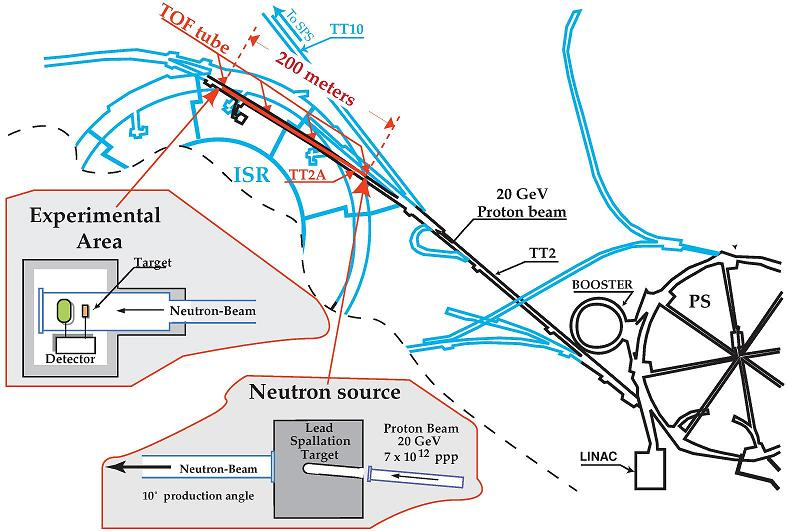 To SPS
TT10
TOF tube
200 meters
ISR
TT2A
20 GeV
Proton beam
TT2
BOOSTER
PS
LINAC
Experimental
Area
Target
Neutron-Beam
Detector
Neutron source
Lead
Spallation
Target
Proton Beam
20 GeV
7 x 10¹² ppp
Neutron-Beam
10° production angle